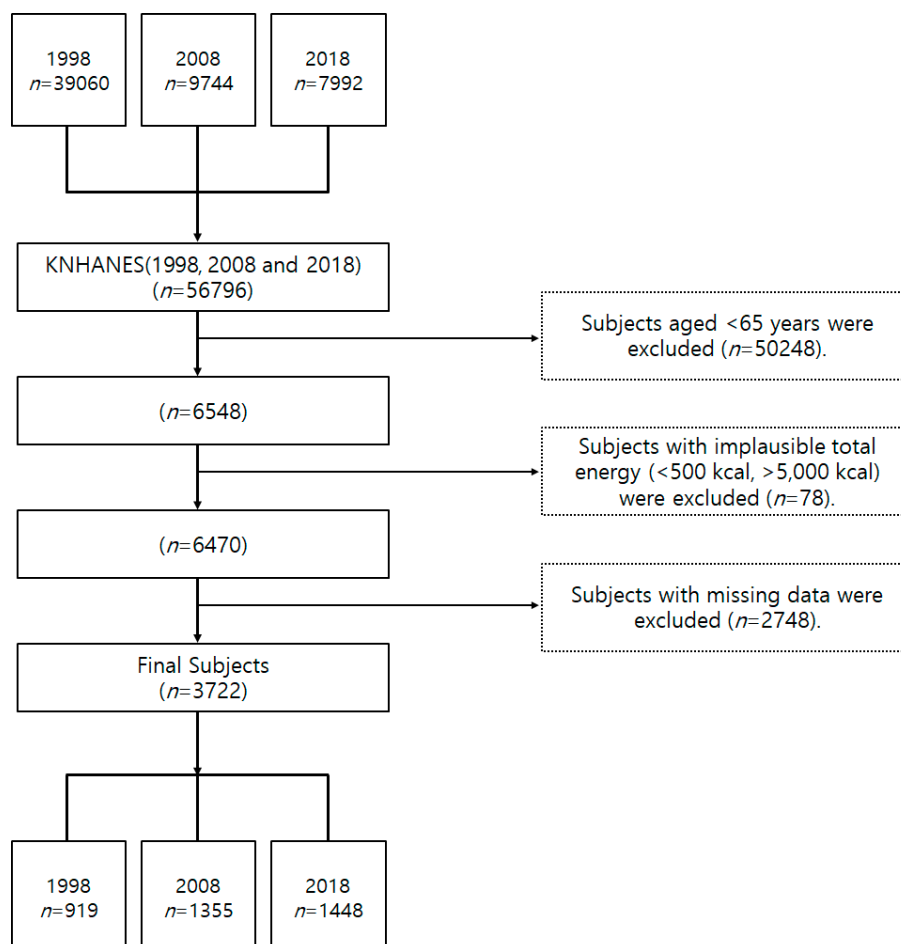 1998
n=39060
2008
n=9744
2018
n=7992
KNHANES(1998, 2008 and 2018)
(n=56796)
Subjects aged <65 years were
excluded (n=50248).
(n=6548)
Subjects with implausible total
energy (<500 kcal, >5,000 kcal)
were excluded (n=78).
(n=6470)
Subjects with missing data were
excluded (n=2748).
Final Subjects
(n=3722)
1998
n=919
2008
n=1355
2018
n=1448